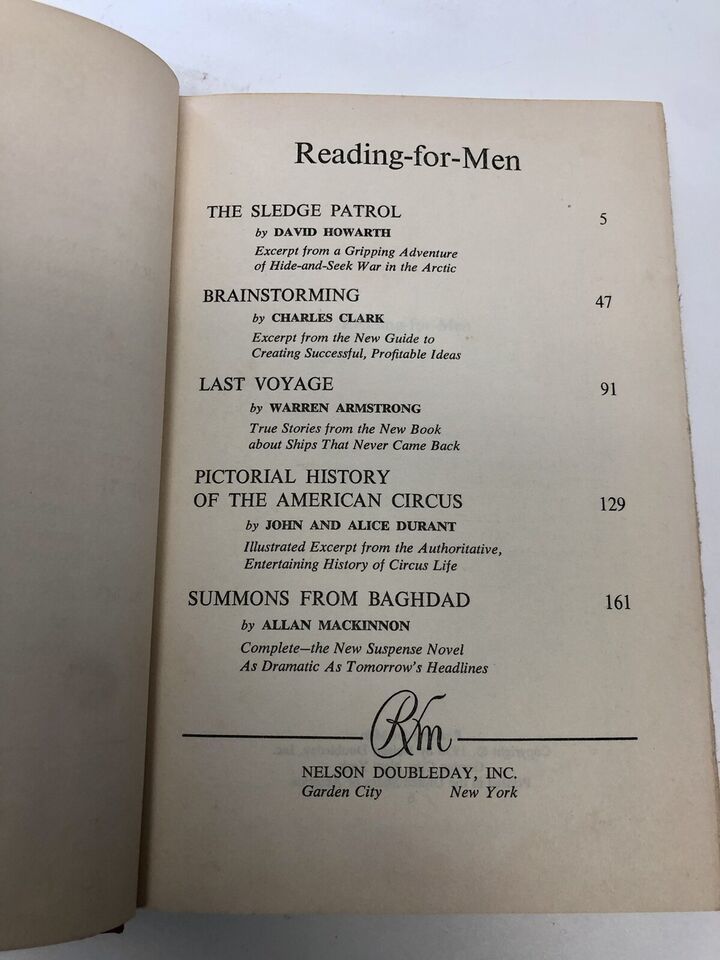 Reading-for-Men
THE SLEDGE PATROL 5
by DAVID HOWARTH
Excerpt from a Gripping Adventure
of Hide-and-Seek War in the Arctic
BRAINSTORMING 47
by CHARLES CLARK
Excerpt from the New Guide to
Creating Successful, Profitable Ideas
LAST VOYAGE 91
by WARREN ARMSTRONG
True Stories from the New Book
about Ships That Never Came Back
PICTORIAL HISTORY
OF THE AMERICAN CIRCUS 129
by JOHN AND ALICE DURANT
Illustrated Excerpt from the Authoritative,
Entertaining History of Circus Life
SUMMONS FROM BAGHDAD 161
by ALLAN MACKINNON
Complete—the New Suspense Novel
As Dramatic As Tomorrow's Headlines
Rfm
NELSON DOUBLEDAY, INC.
Garden City New York